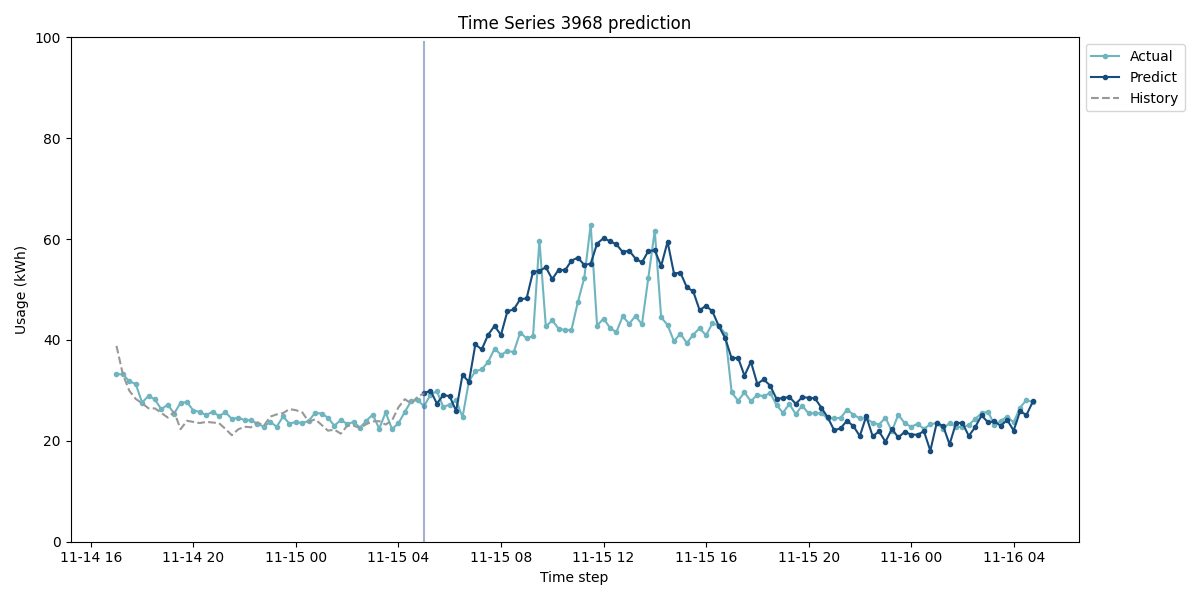 Time Series 3968 prediction
100
80
60
40
20
0
Usage (kWh)
11-14 16
11-14 20
11-15 00
11-15 04
11-15 08
11-15 12
11-15 16
11-15 20
11-16 00
11-16 04
Time step
Actual
Predict
History